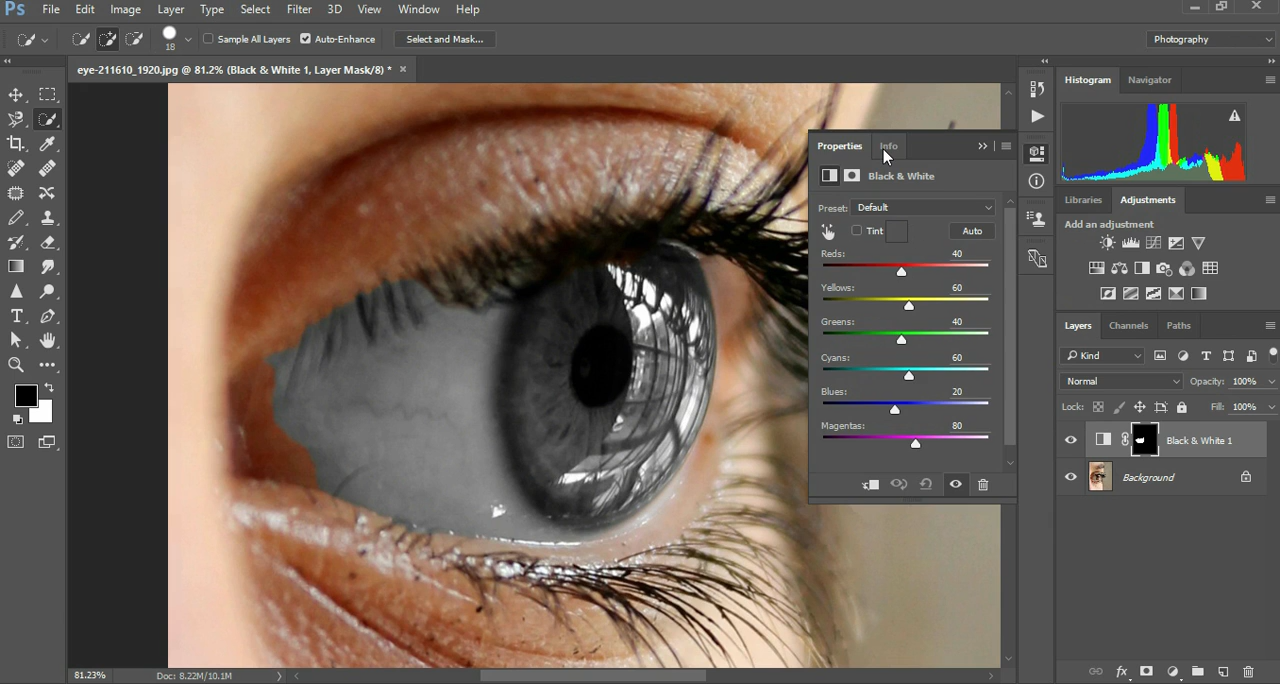 Ps File Edit Image Layer Type Select Filter 3D View Window Help
18 Sample All Layers Auto-Enhance Select and Mask... Photography
eye-211610_1920.jpg @ 81.2% (Black & White 1, Layer Mask/8) * ×
Histogram Navigator
Properties Info
Black & White
Preset: Default
Tint Auto
Reds: 40
Yellows: 60
Greens: 40
Cyans: 60
Blues: 20
Magentas: 80
Libraries Adjustments
Add an adjustment
Layers Channels Paths
Kind
Normal Opacity: 100%
Lock: Fill: 100%
Black & White 1
Background
fx
81.23% Doc: 8.22M/10.1M